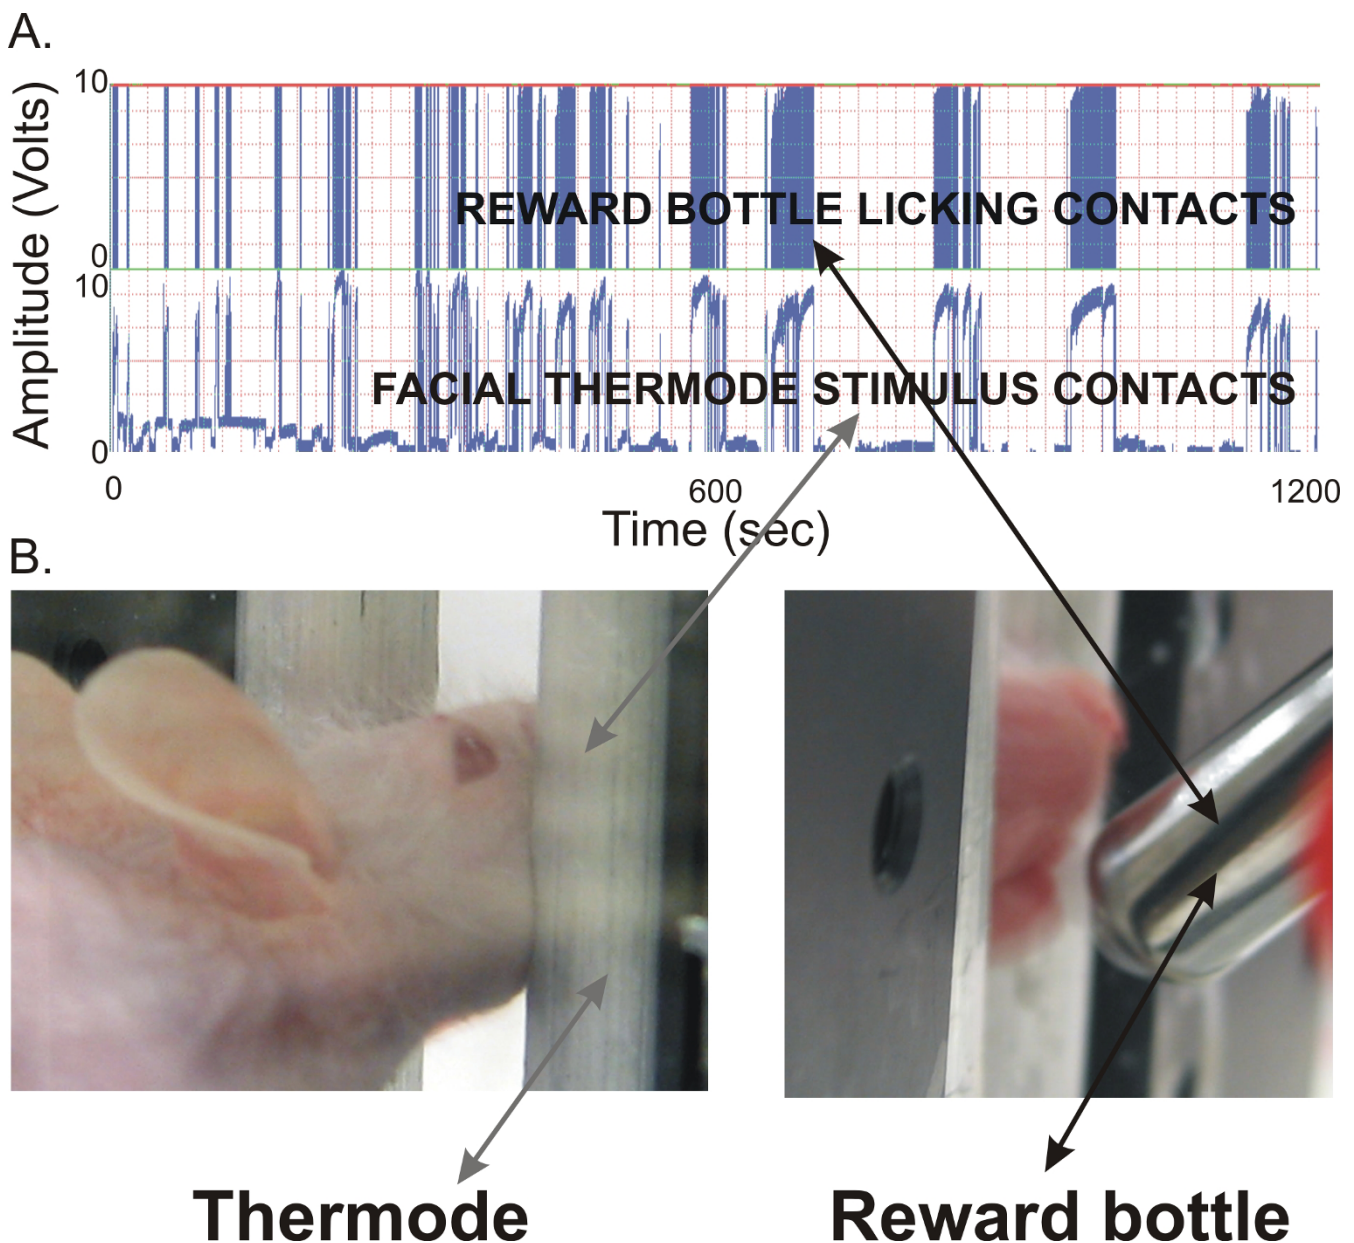 A.
Amplitude (Volts)
10
REWARD BOTTLE LICKING CONTACTS
0
10
FACIAL THERMODE STIMULUS CONTACTS
0
0 600 1200
Time (sec)
B.
Thermode Reward bottle